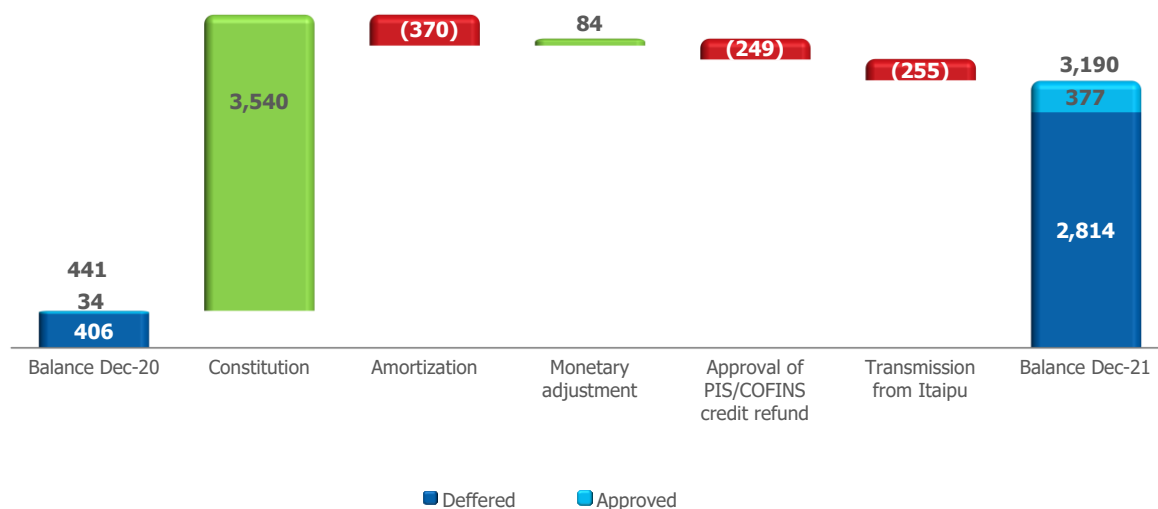 441
34
406
3,540
(370)
84
(249)
(255)
3,190
377
2,814
Balance Dec-20
Constitution
Amortization
Monetary
adjustment
Approval of
PIS/COFINS
credit refund
Transmission
from Itaipu
Balance Dec-21
Deffered
Approved